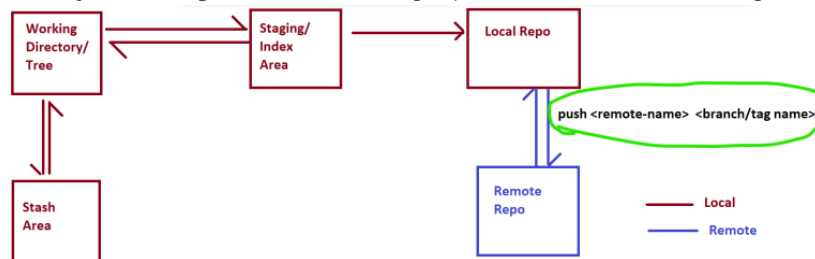 Working
Directory/
Tree
Staging/
Index
Area
Local Repo
push <remote-name> <branch/tag name>
Stash
Area
Remote
Repo
Local
Remote